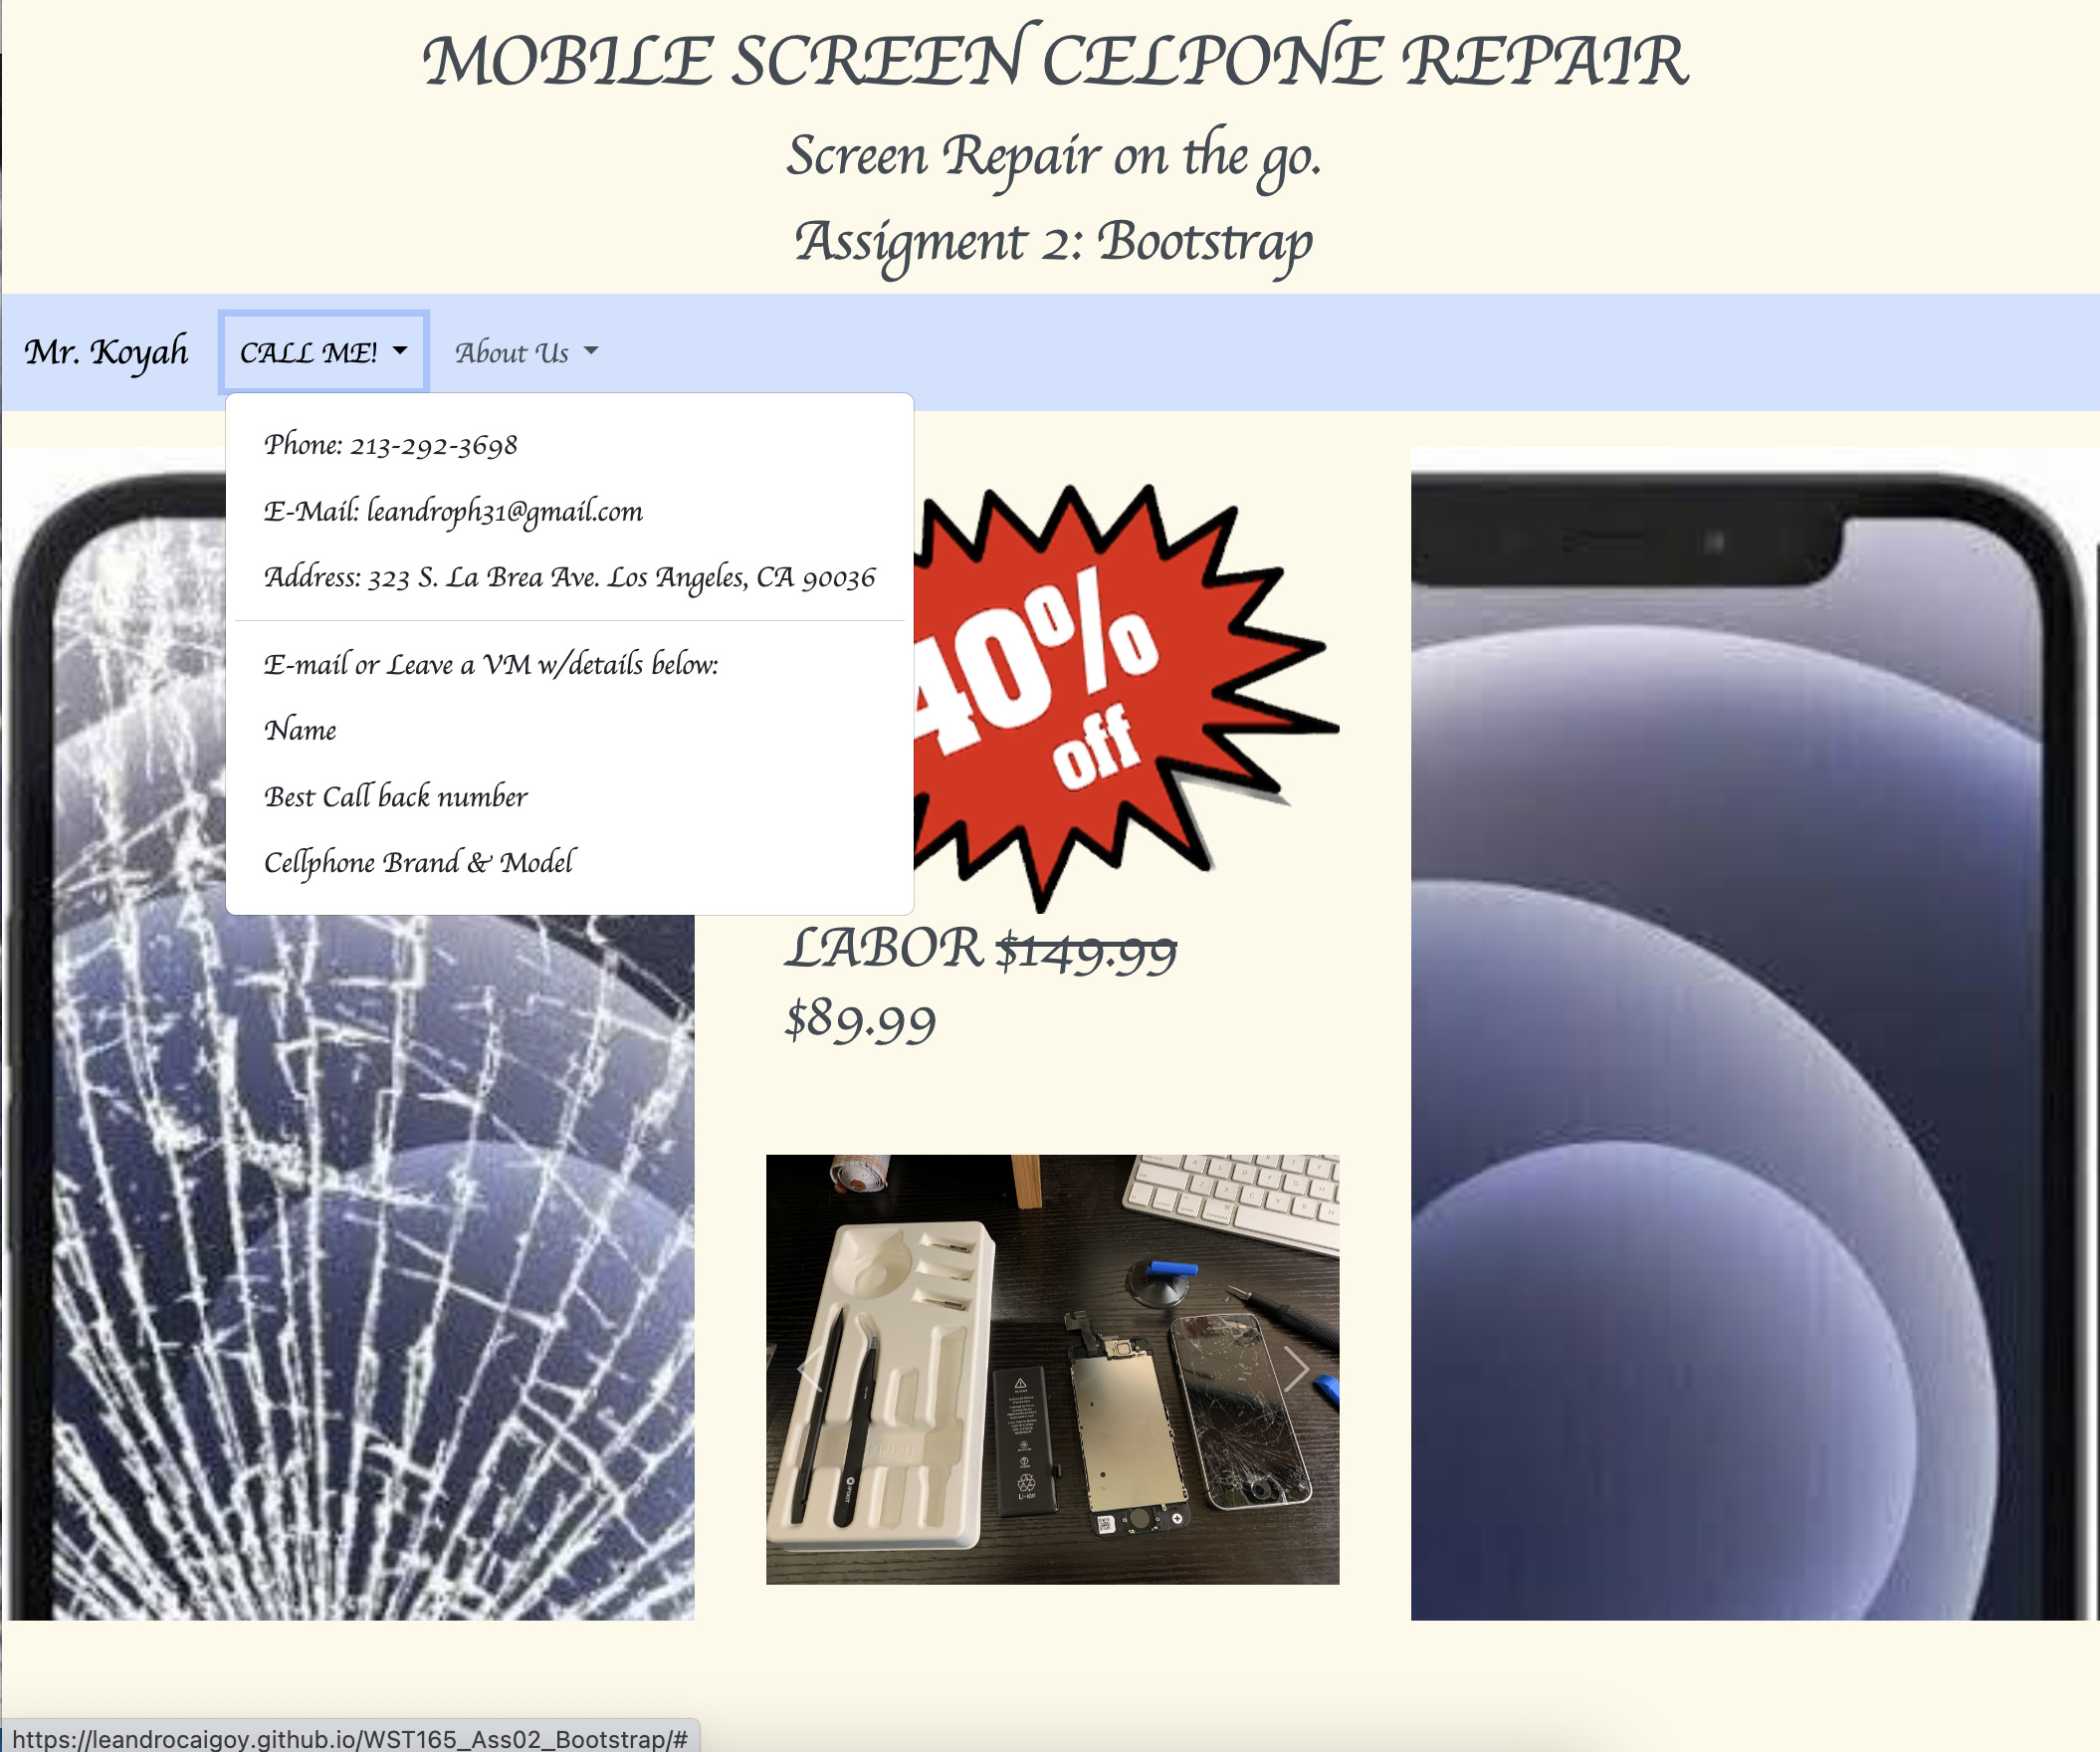 MOBILE SCREEN CELPONE REPAIR
Screen Repair on the go.
Assigment 2: Bootstrap
Mr. Koyah
CALL ME!
About Us
Phone: 213-292-3698
E-Mail: leandroph31@gmail.com
Address: 323 S. La Brea Ave. Los Angeles, CA 90036
E-mail or Leave a VM w/details below:
Name
Best Call back number
Cellphone Brand & Model
40%
off
LABOR $149.99
$89.99
Li-ion
https://leandrocaigoy.github.io/WST165_Ass02_Bootstrap/#